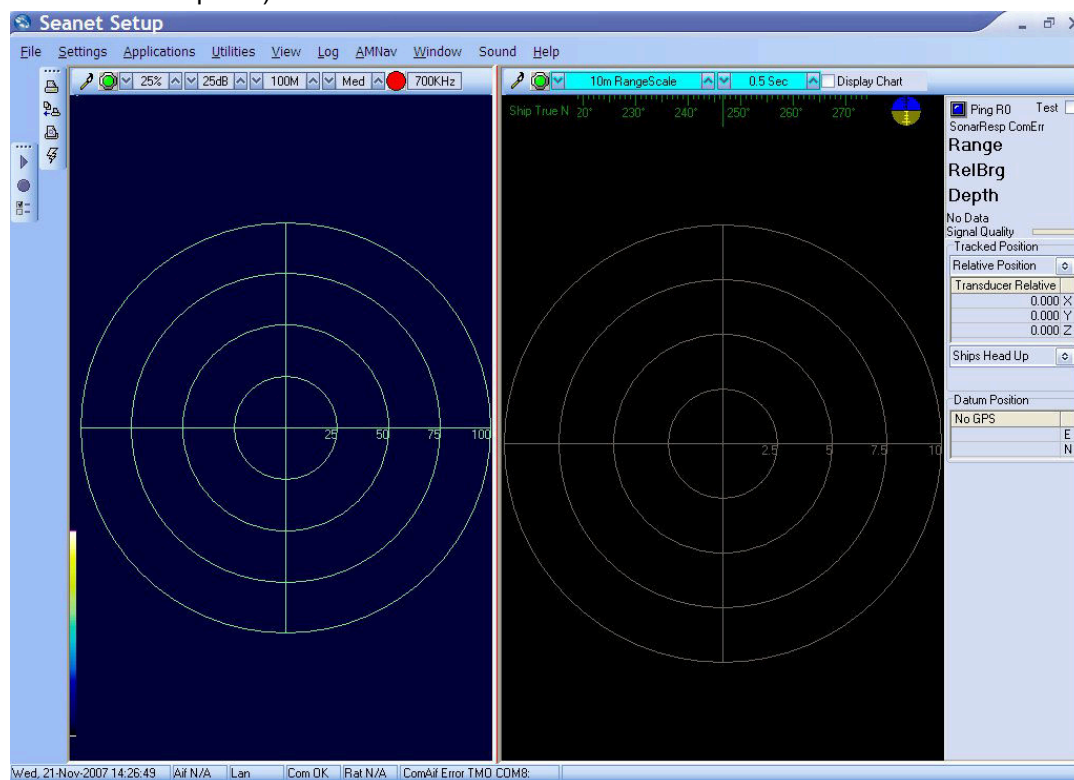 Seanet Setup
File Settings Applications Utilities View Log AMNav Window Sound Help
25% 25dB 100M Med 700KHz
10m RangeScale 0.5 Sec Display Chart
Ship True N 20° 230° 240° 250° 260° 270°
Ping R0 Test
SonarResp ComErr
Range
RelBrg
Depth
No Data
Signal Quality
Tracked Position
Relative Position
Transducer Relative
0.000 X
0.000 Y
0.000 Z
Ships Head Up
Datum Position
No GPS
E
N
25 50 75 100
2.5 5 7.5 10
Wed, 21-Nov-2007 14:26:49 Aif N/A Lan Com OK Rat N/A ComAif Error TMO COM8: